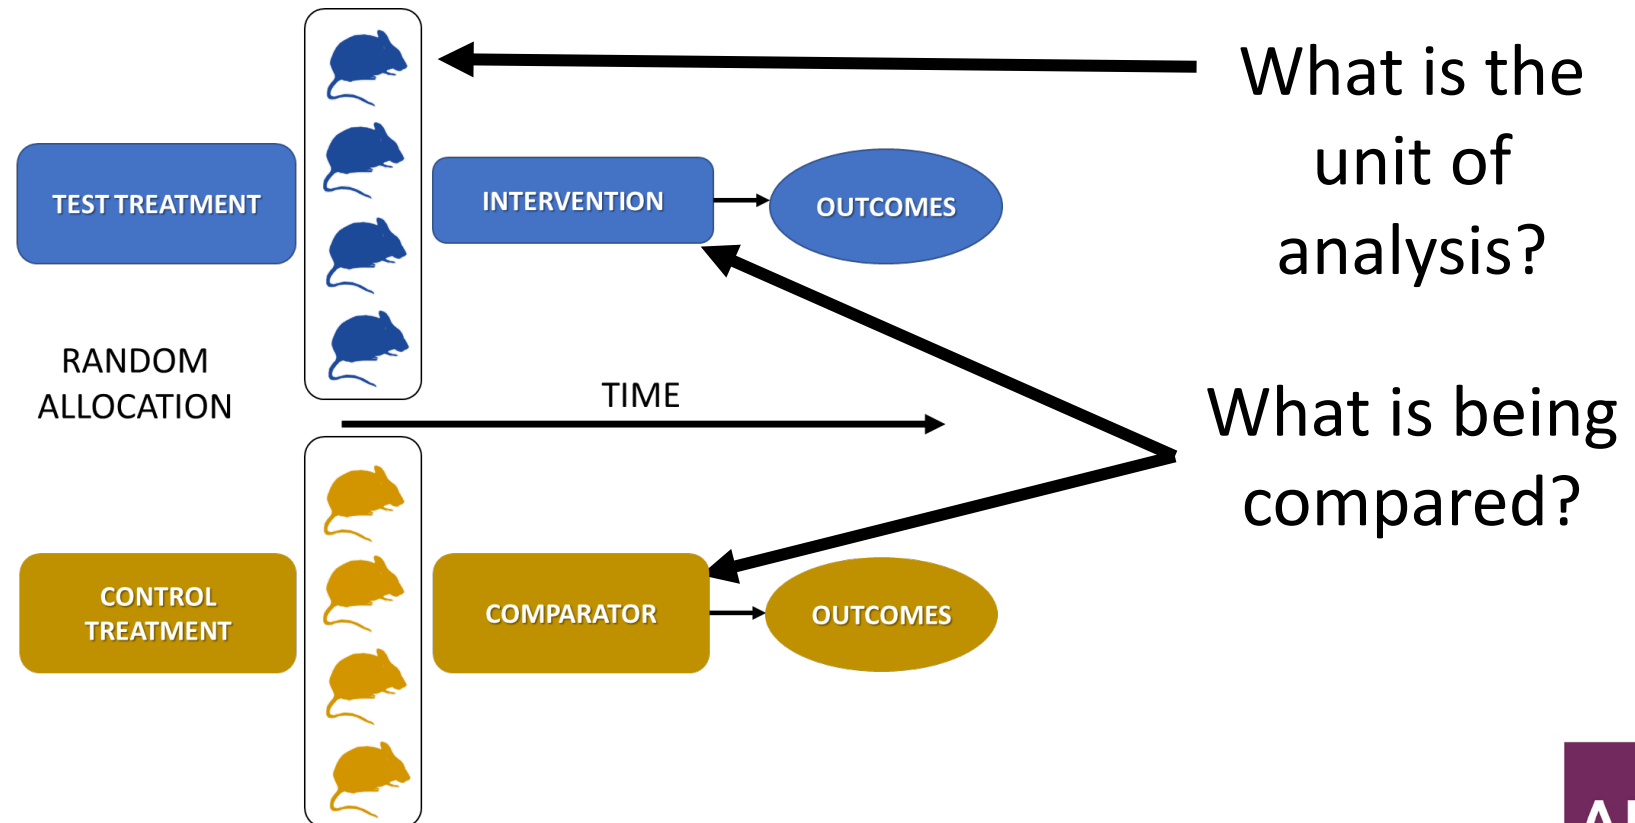 What is the
unit of
analysis?
TEST TREATMENT
INTERVENTION
OUTCOMES
RANDOM
ALLOCATION
TIME
What is being
compared?
CONTROL
TREATMENT
COMPARATOR
OUTCOMES